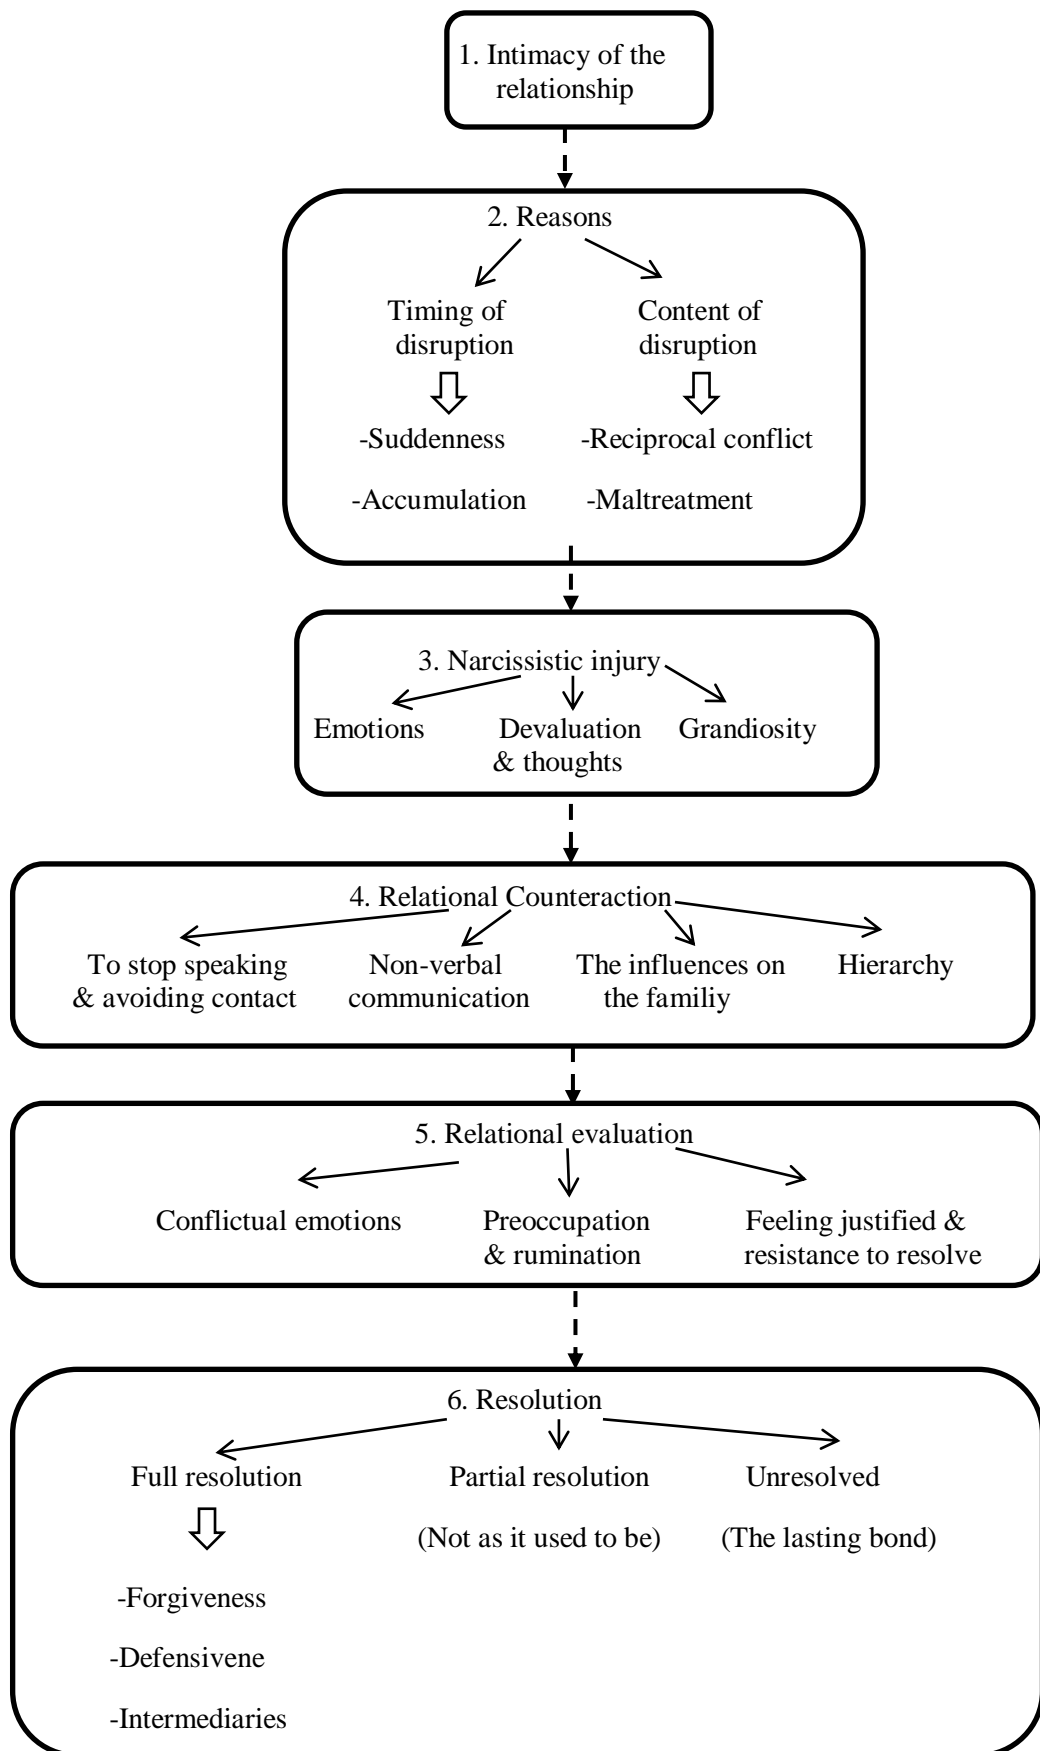 1. Intimacy of the
relationship
2. Reasons
Timing of
disruption
Content of
disruption
-Suddenness
-Accumulation
-Reciprocal conflict
-Maltreatment
3. Narcissistic injury
Emotions
Devaluation
& thoughts
Grandiosity
4. Relational Counteraction
To stop speaking
& avoiding contact
Non-verbal
communication
The influences on
the familiy
Hierarchy
5. Relational evaluation
Conflictual emotions
Preoccupation
& rumination
Feeling justified &
resistance to resolve
6. Resolution
Full resolution
-Forgiveness
-Defensivene
-Intermediaries
Partial resolution
(Not as it used to be)
Unresolved
(The lasting bond)